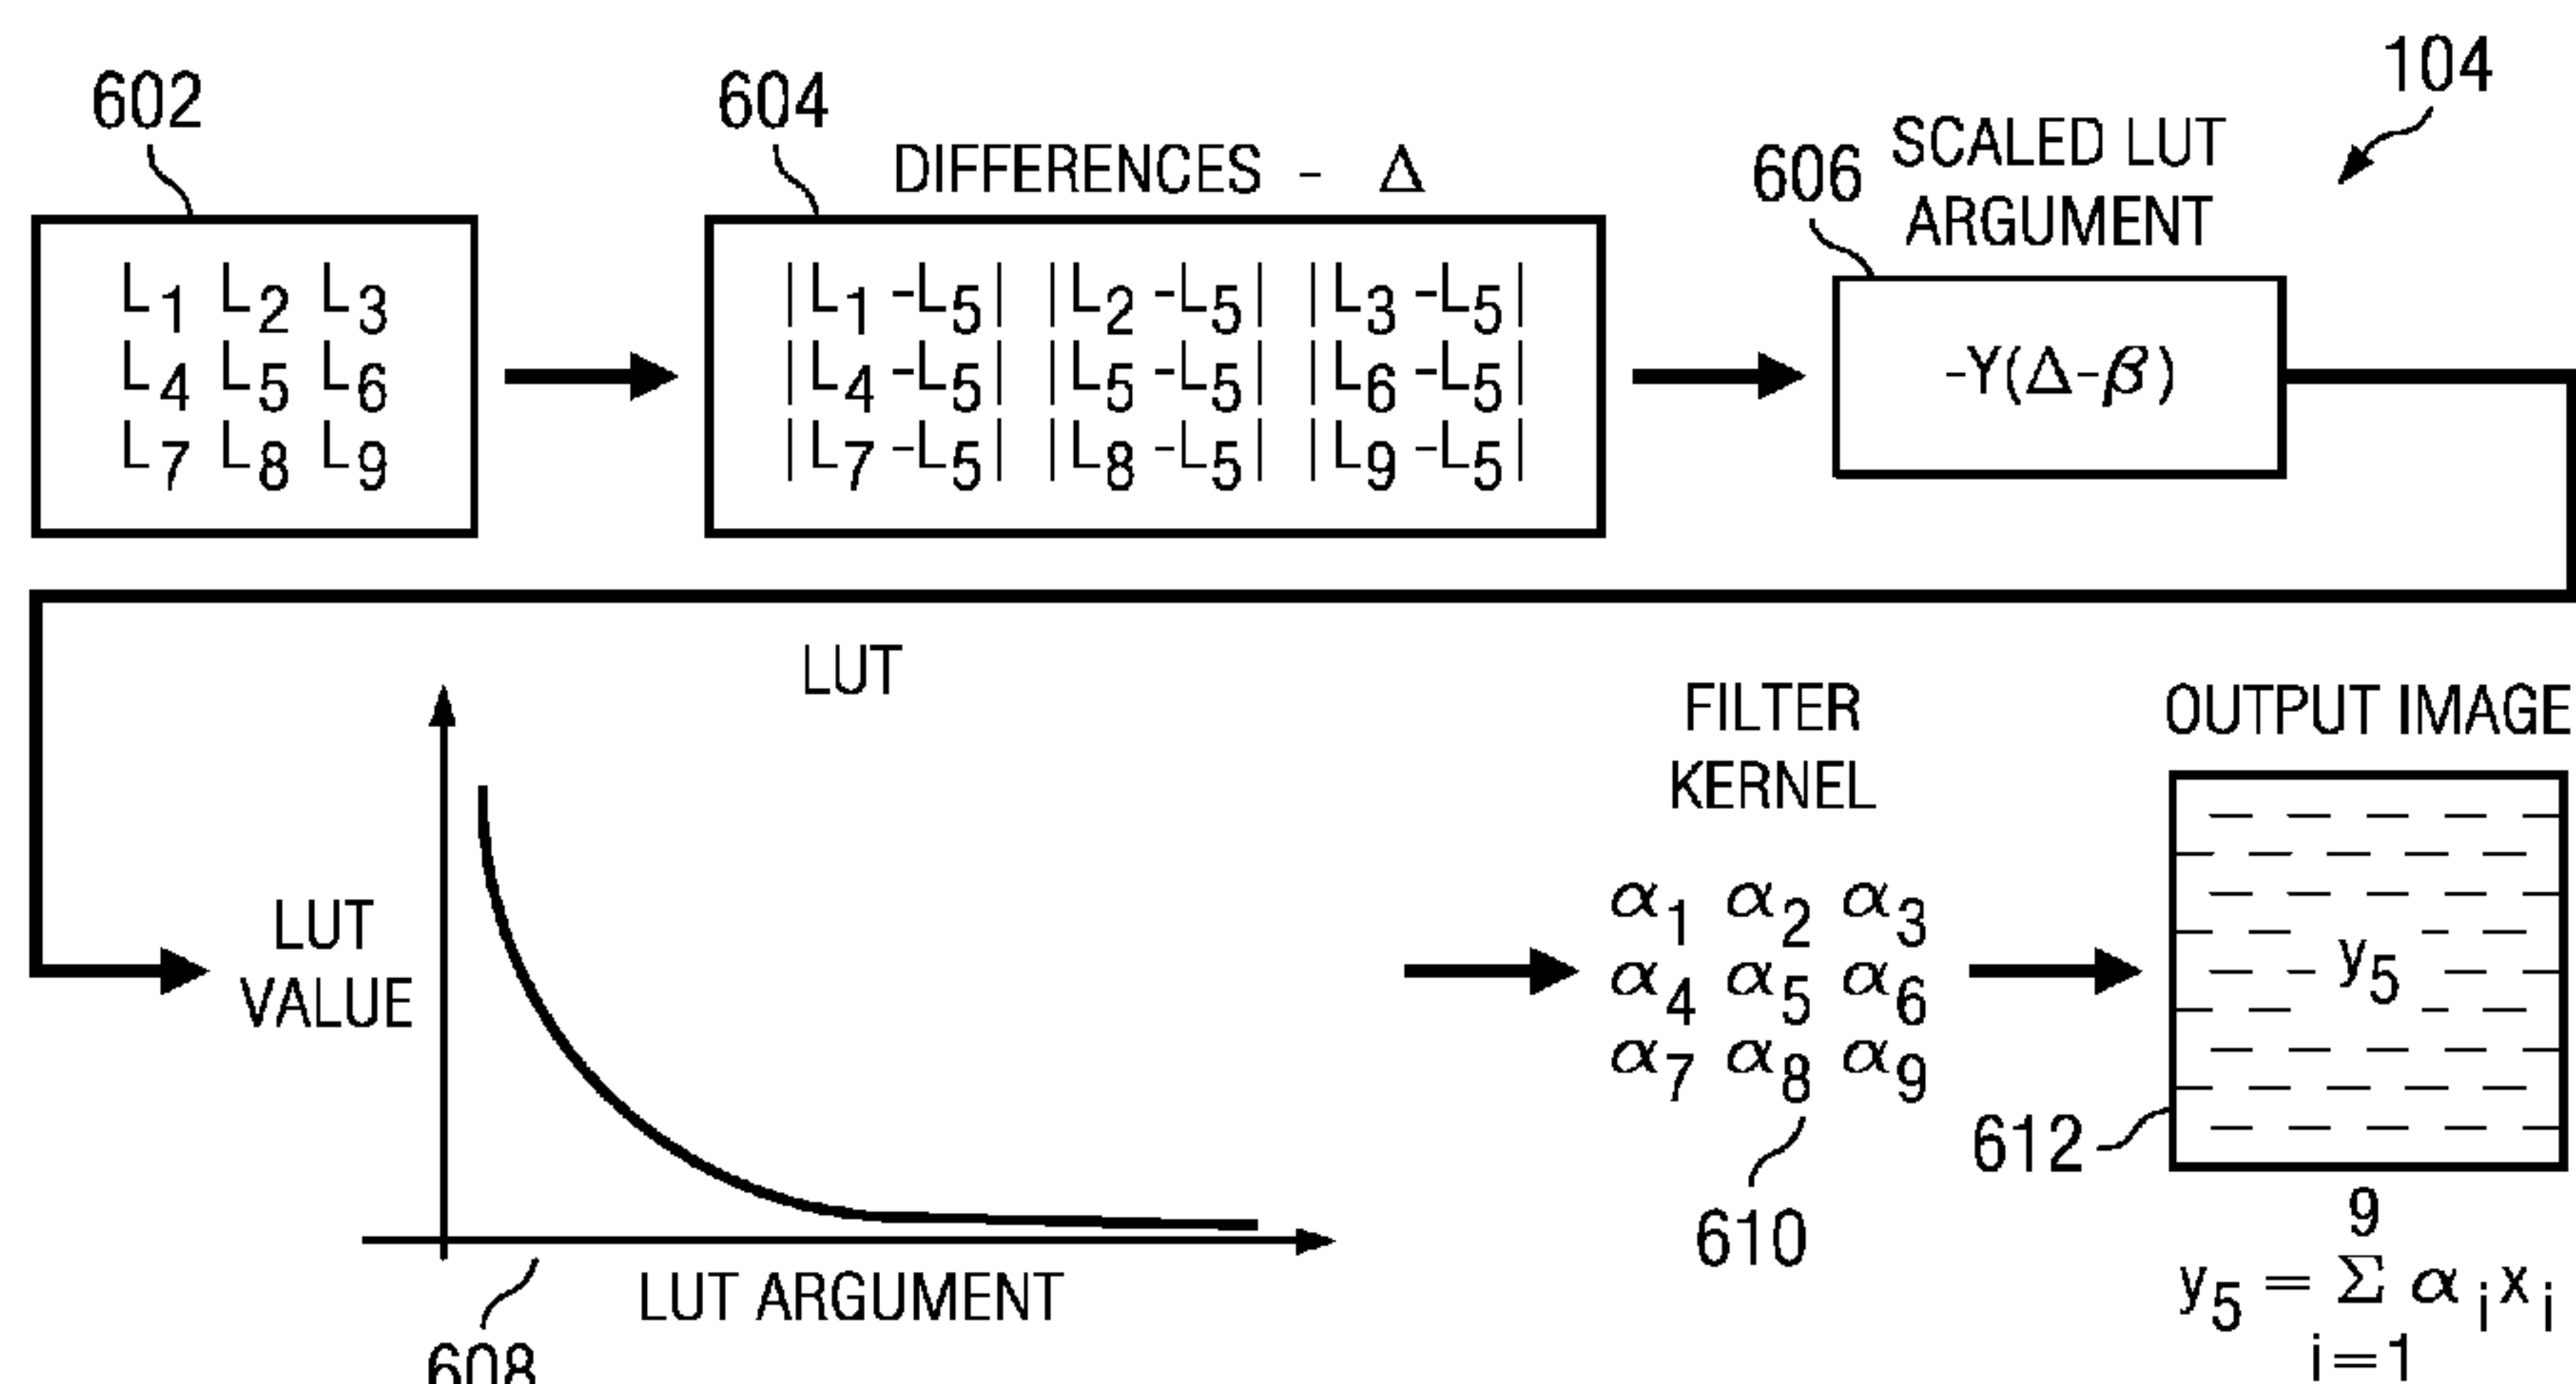 602
604
DIFFERENCES - Δ
606
SCALED LUT
ARGUMENT
104
L1 L2 L3
L4 L5 L6
L7 L8 L9
|L1 -L5| |L2 -L5| |L3 -L5|
|L4 -L5| |L5 -L5| |L6 -L5|
|L7 -L5| |L8 -L5| |L9 -L5|
-Y(Δ-β)
LUT
LUT
VALUE
LUT ARGUMENT
608
FILTER
KERNEL
α1 α2 α3
α4 α5 α6
α7 α8 α9
610
OUTPUT IMAGE
y5
612
9
y5 = Σ αi xi
i=1